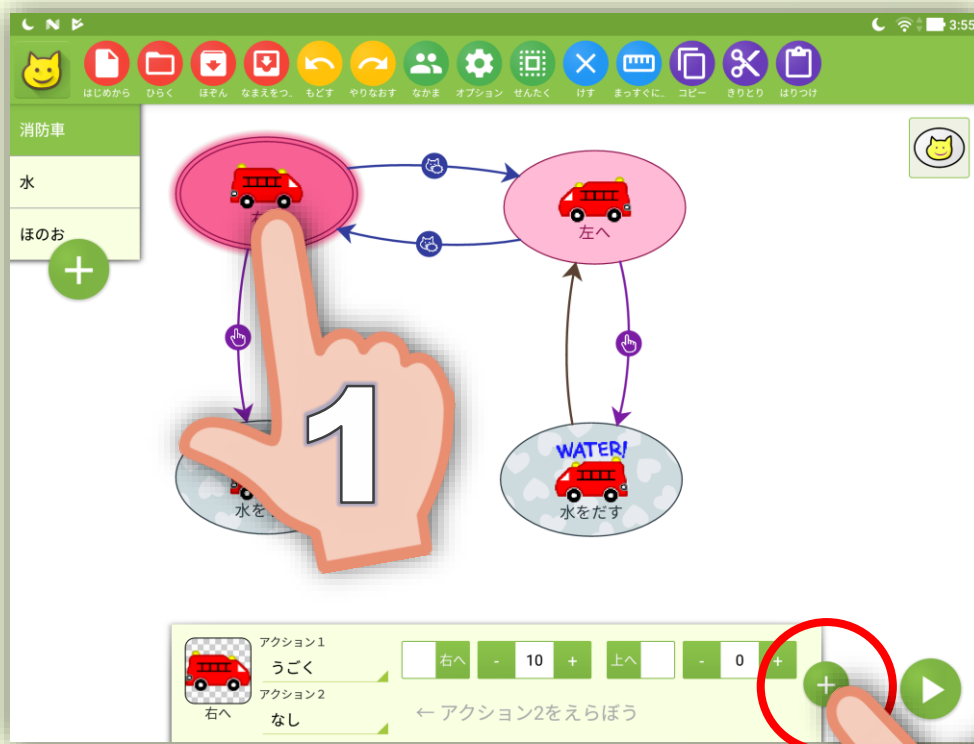 3:55
はじめから ひらく ほぞん なまえをつ.. もどす やりなおす なかま オプション せんたく けす まっすぐに.. コピー きりとり はりつけ
消防車
水
ほのお
左へ
WATER!
水をだす
水を
1
アクション1
うごく
右へ - 10 + 上へ - 0 +
アクション2
なし
←アクション2をえらぼう
右へ